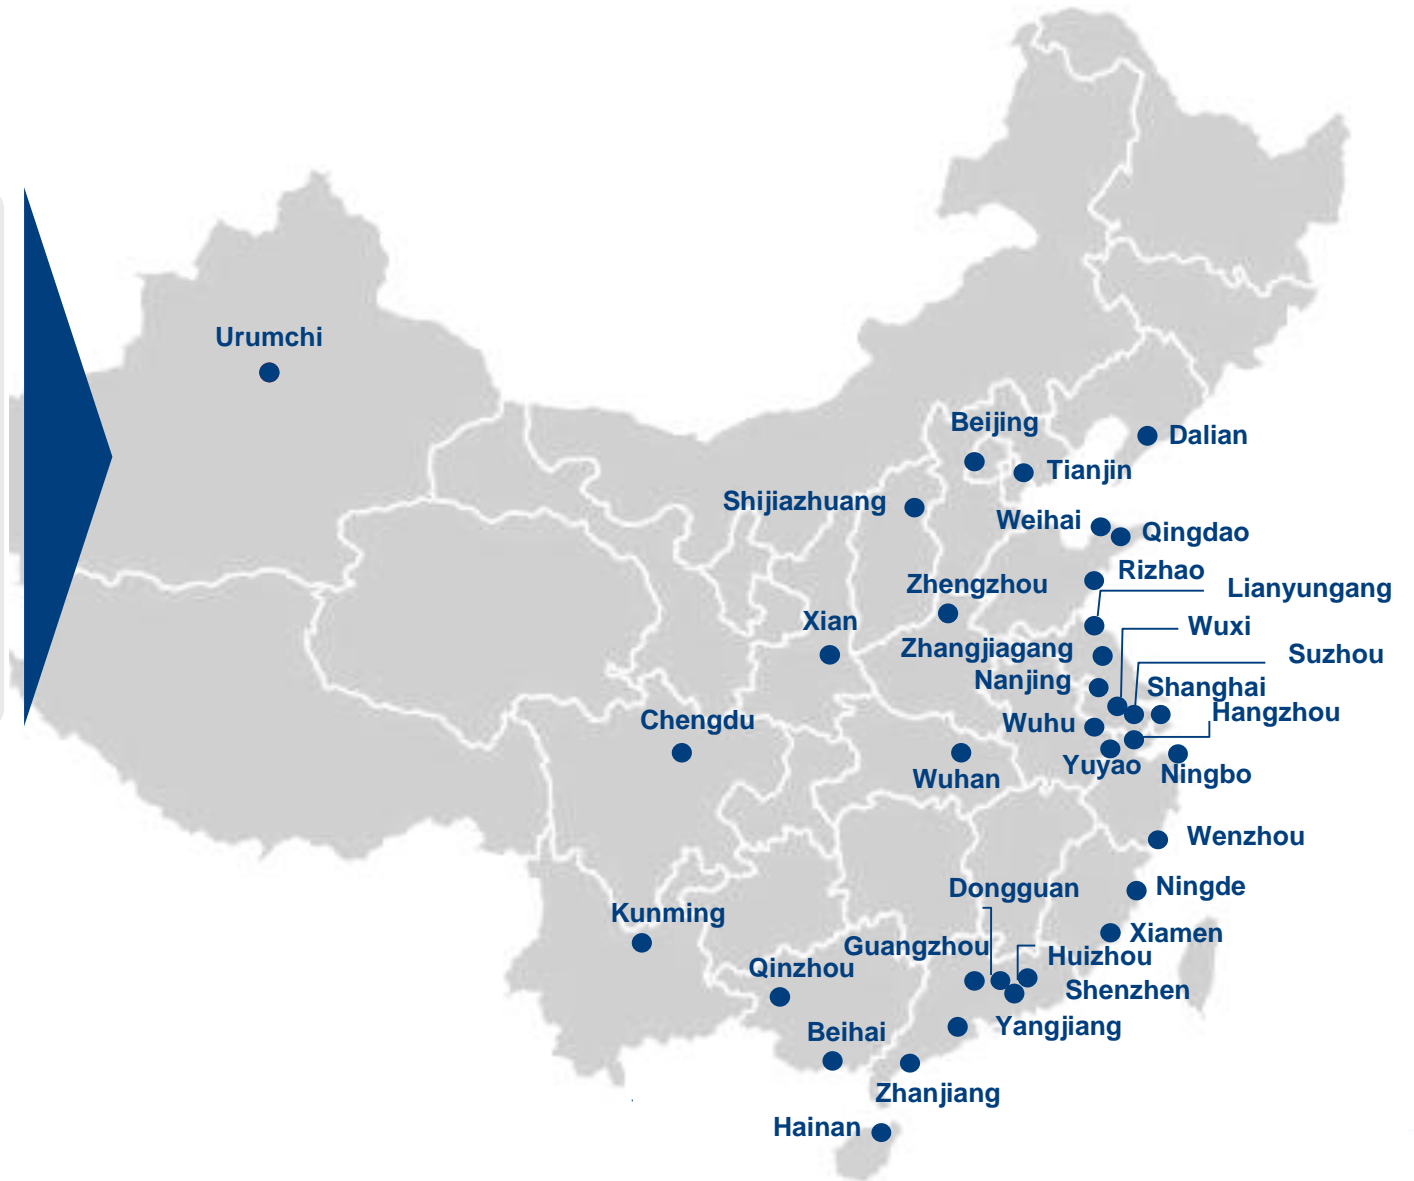 Urumchi
Beijing
Dalian
Tianjin
Shijiazhuang
Weihai
Qingdao
Rizhao
Zhengzhou
Lianyungang
Xian
Wuxi
Zhangjiagang
Suzhou
Nanjing
Shanghai
Chengdu
Wuhu
Hangzhou
Yuyao
Wuhan
Ningbo
Wenzhou
Dongguan
Ningde
Kunming
Xiamen
Guangzhou
Huizhou
Qinzhou
Shenzhen
Yangjiang
Beihai
Zhanjiang
Hainan